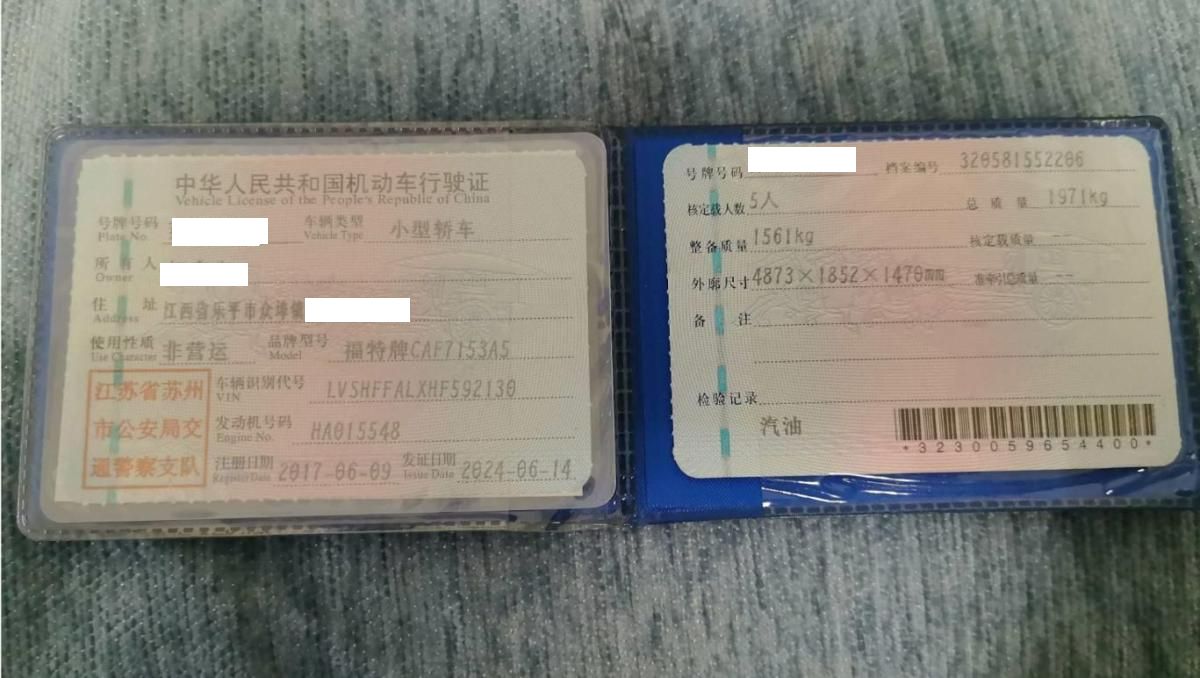 中华人民共和国机动车行驶证
Vehicle License of the People's Republic of China
号牌号码 Plate No. 车辆类型 Vehicle Type 小型轿车
所有人 Owner
住址 Address 江西省乐平市众埠镇
使用性质 Use Character 非营运 品牌型号 Model 福特牌CAF7153A5
江苏省苏州
市公安局交
通警察支队
车辆识别代号 VIN LVSHFFALXHF592130
发动机号码 Engine No. HA015548
注册日期 Register Date 2017-06-09 发证日期 Issue Date 2024-06-14
号牌号码 档案编号 320581552206
核定载人数 5人 总质量 1971kg
整备质量 1561kg 核定载质量 --
外廓尺寸 4873×1852×1470mm 准牵引总质量 --
备注
检验记录
汽油
*3230059654400*